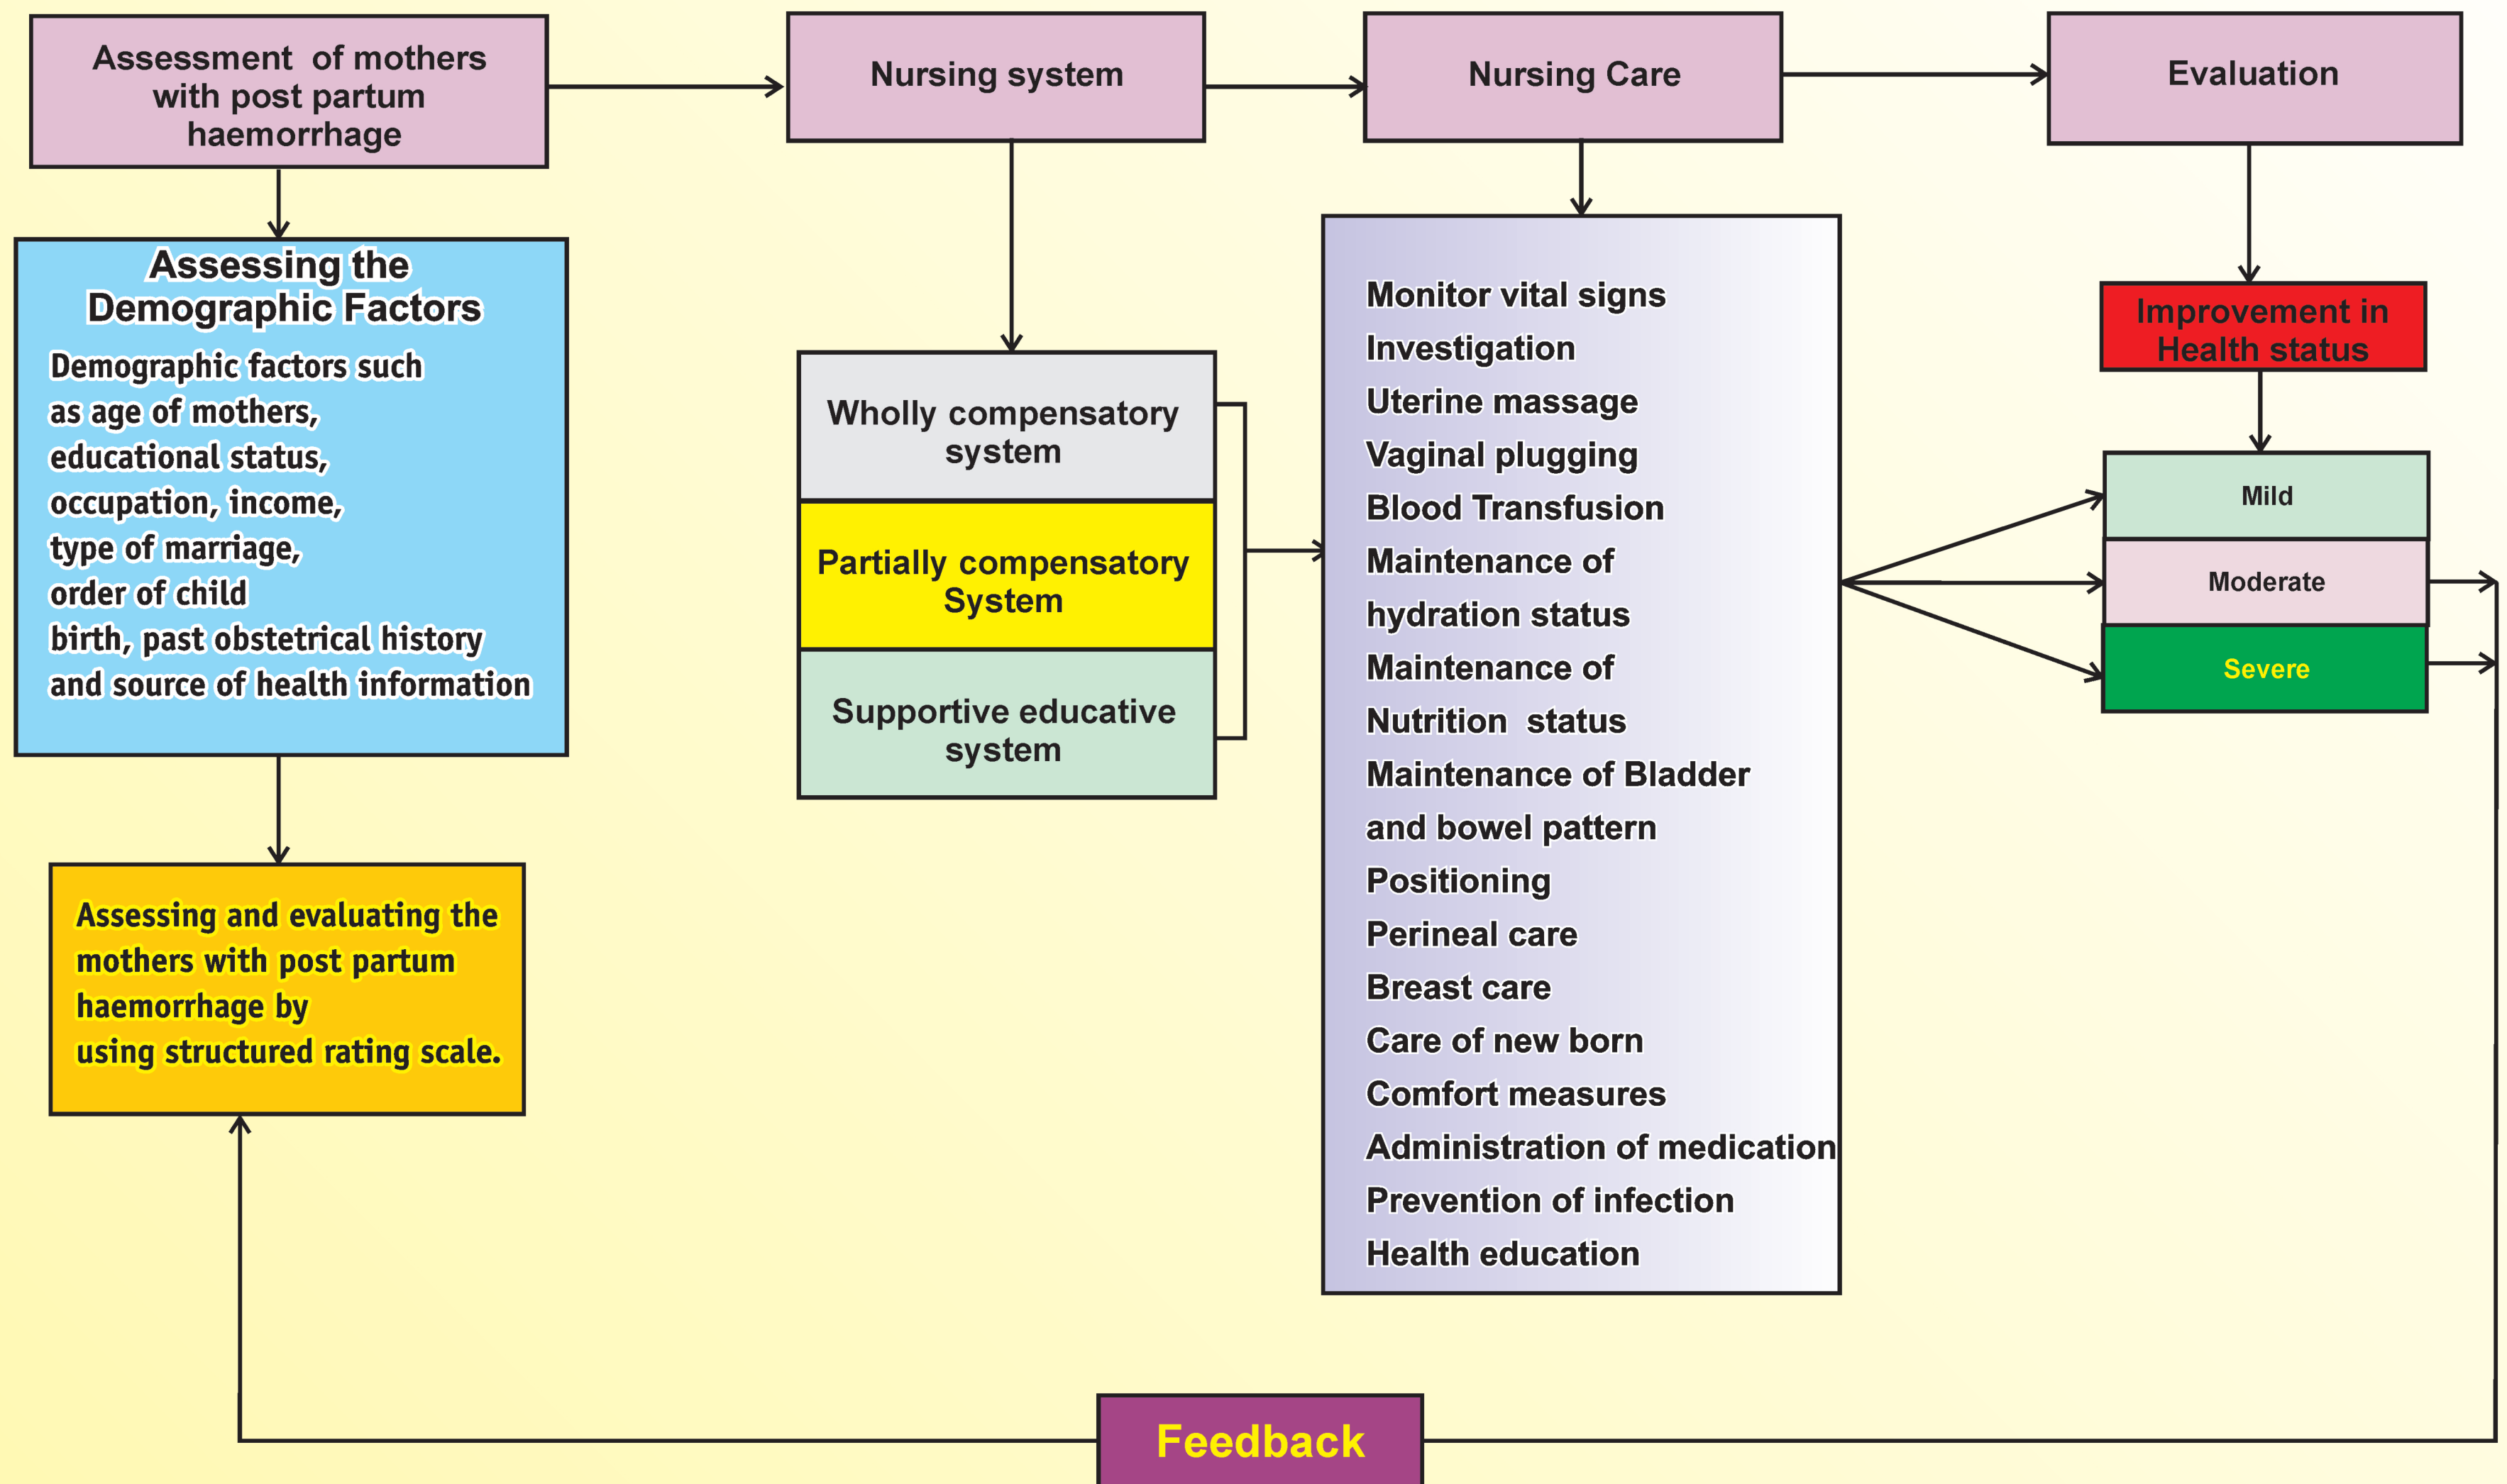 Assessment of mothers
with post partum
haemorrhage
Nursing system
Nursing Care
Evaluation
Assessing the
Demographic Factors
Demographic factors such
as age of mothers,
educational status,
occupation, income,
type of marriage,
order of child
birth, past obstetrical history
and source of health information
Assessing and evaluating the
mothers with post partum
haemorrhage by
using structured rating scale.
Wholly compensatory
system
Partially compensatory
System
Supportive educative
system
Monitor vital signs
Investigation
Uterine massage
Vaginal plugging
Blood Transfusion
Maintenance of
hydration status
Maintenance of
Nutrition status
Maintenance of Bladder
and bowel pattern
Positioning
Perineal care
Breast care
Care of new born
Comfort measures
Administration of medication
Prevention of infection
Health education
Improvement in
Health status
Mild
Moderate
Severe
Feedback